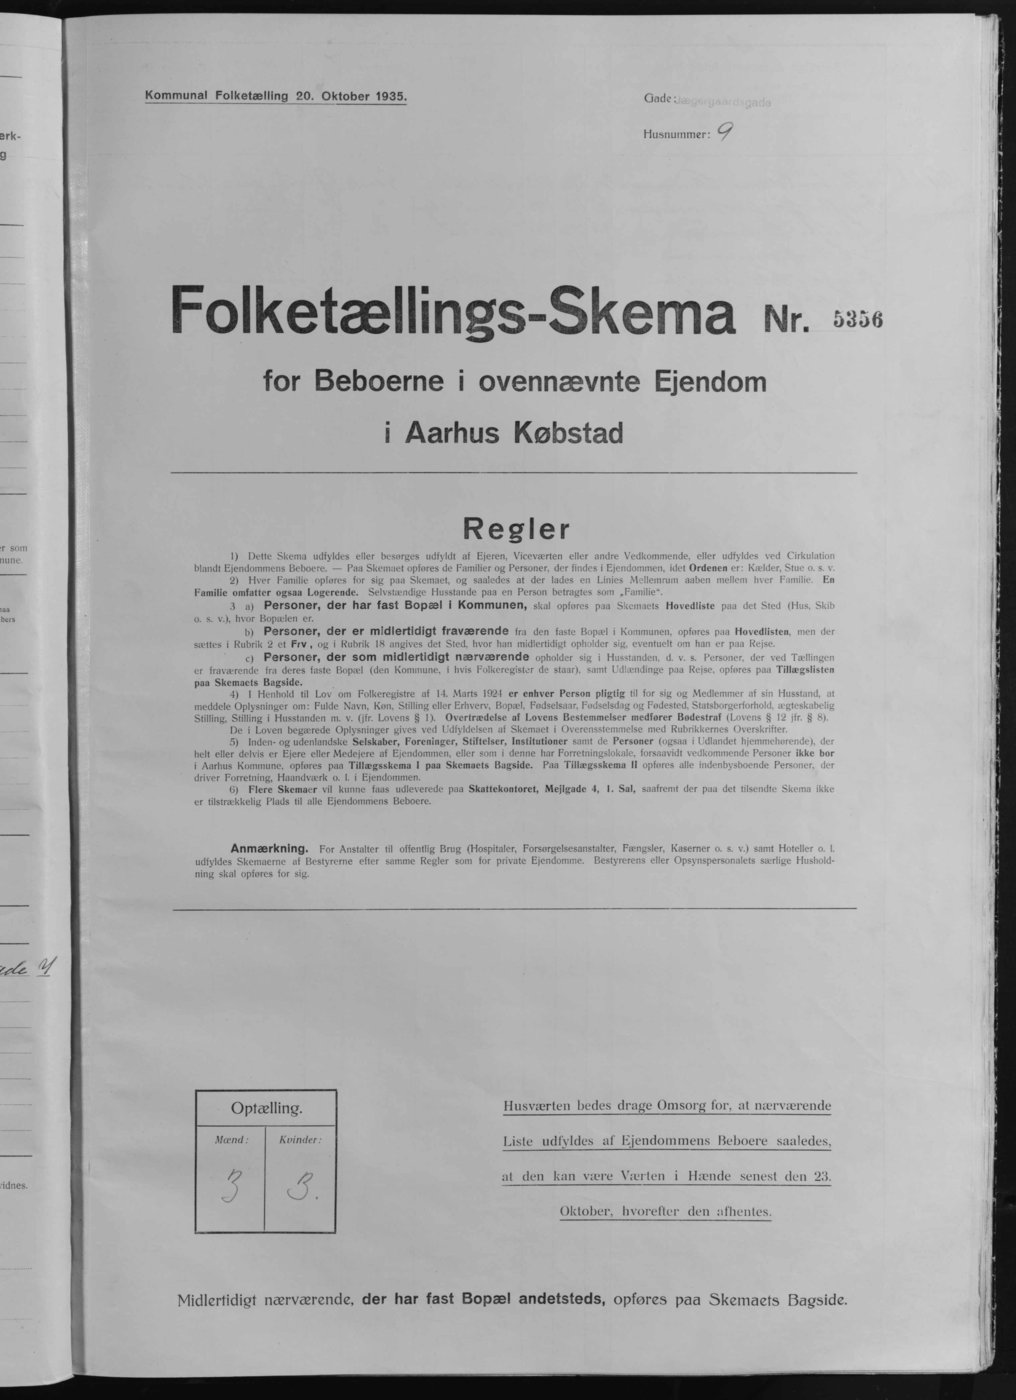 Kommunal Folketælling 20. Oktober 1935.
Gade: Jægergaardsgade
Husnummer: 9
Folketællings-Skema Nr. 5356
for Beboerne i ovennævnte Ejendom
i Aarhus Købstad
Regler
1) Dette Skema udfyldes eller besørges udfyldt af Ejeren, Viceværten eller andre Vedkommende, eller udfyldes ved Cirkulation
blandt Ejendommens Beboere. — Paa Skemaet opføres de Familier og Personer, der findes i Ejendommen, idet Ordenen er: Kælder, Stue o. s. v.
2) Hver Familie opføres for sig paa Skemaet, og saaledes at der lades en Linies Mellemrum aaben mellem hver Familie. En
Familie omfatter ogsaa Logerende. Selvstændige Husstande paa en Person betragtes som „Familie“.
3 a) Personer, der har fast Bopæl i Kommunen, skal opføres paa Skemaets Hovedliste paa det Sted (Hus, Skib
o. s. v.), hvor Bopælen er.
b) Personer, der er midlertidigt fraværende fra den faste Bopæl i Kommunen, opføres paa Hovedlisten, men der
sættes i Rubrik 2 et Frv., og i Rubrik 18 angives det Sted, hvor han midlertidigt opholder sig, eventuelt om han er paa Rejse.
c) Personer, der som midlertidigt nærværende opholder sig i Husstanden, d. v. s. Personer, der ved Tællingen
er fraværende fra deres faste Bopæl (den Kommune, i hvis Folkeregister de staar), samt Udlændinge paa Rejse, opføres paa Tillægslisten
paa Skemaets Bagside.
4) I Henhold til Lov om Folkeregistre af 14. Marts 1924 er enhver Person pligtig til for sig og Medlemmer af sin Husstand, at
meddele Oplysninger om: Fulde Navn, Køn, Stilling eller Erhverv, Bopæl, Fødselsaar, Fødselsdag og Fødested, Statsborgerforhold, ægteskabelig
Stilling, Stilling i Husstanden m. v. (jfr. Lovens § 1). Overtrædelse af Lovens Bestemmelser medfører Bødestraf (Lovens § 12 jfr. § 8).
De i Loven begærede Oplysninger gives ved Udfyldelsen af Skemaet i Overensstemmelse med Rubrikkernes Overskrifter.
5) Inden- og udenlandske Selskaber, Foreninger, Stiftelser, Institutioner samt de Personer (ogsaa i Udlandet hjemmehørende), der
helt eller delvis er Ejere eller Medejere af Ejendommen, eller som i denne har Forretningslokale, forsaavidt vedkommende Personer ikke bor
i Aarhus Kommune, opføres paa Tillægsskema I paa Skemaets Bagside. Paa Tillægsskema II opføres alle indenbysboende Personer, der
driver Forretning, Haandværk o. l. i Ejendommen.
6) Flere Skemaer vil kunne faas udleverede paa Skattekontoret, Mejlgade 4, 1. Sal, saafremt der paa det tilsendte Skema ikke
er tilstrækkelig Plads til alle Ejendommens Beboere.
Anmærkning. For Anstalter til offentlig Brug (Hospitaler, Forsørgelsesanstalter, Fængsler, Kaserner o. s. v.) samt Hoteller o. l.
udfyldes Skemaerne af Bestyrerne efter samme Regler som for private Ejendomme. Bestyrerens eller Opsynspersonalets særlige Hushold-
ning skal opføres for sig.
Optælling.
Mænd: Kvinder:
3 3.
Husværten bedes drage Omsorg for, at nærværende
Liste udfyldes af Ejendommens Beboere saaledes,
at den kan være Værten i Hænde senest den 23.
Oktober, hvorefter den afhentes.
Midlertidigt nærværende, der har fast Bopæl andetsteds, opføres paa Skemaets Bagside.